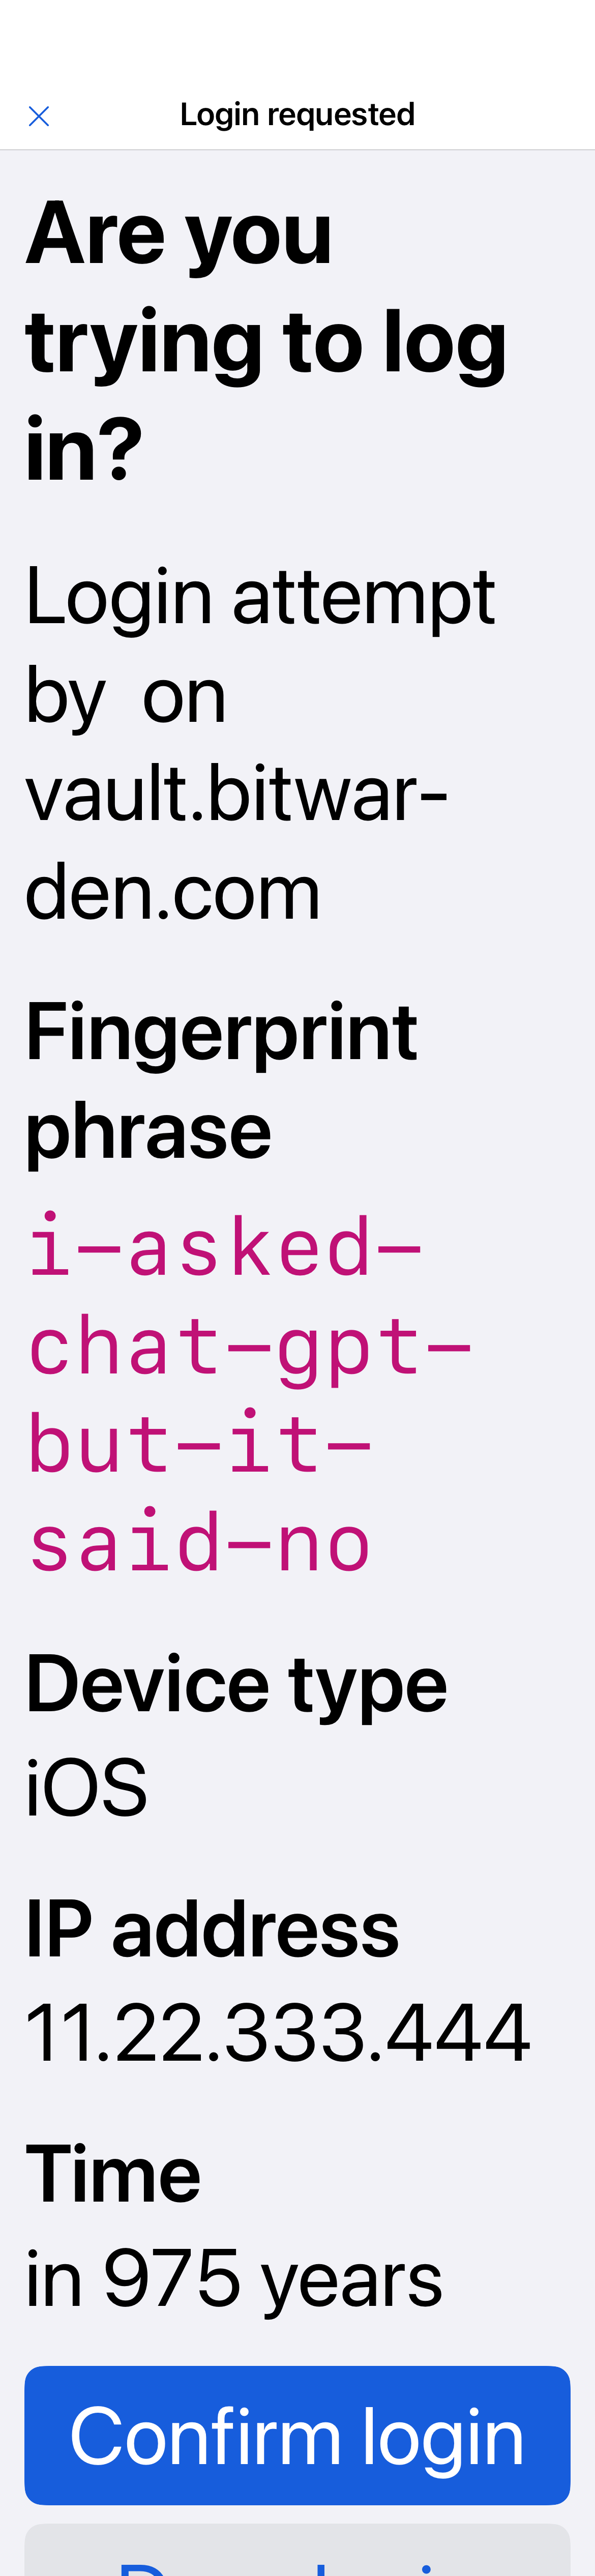 Login requested
Are you
trying to log
in?
Login attempt
by  on
vault.bitwar-
den.com
Fingerprint
phrase
i-asked-
chat-gpt-
but-it-
said-no
Device type
iOS
IP address
11.22.333.444
Time
in 975 years
Confirm login